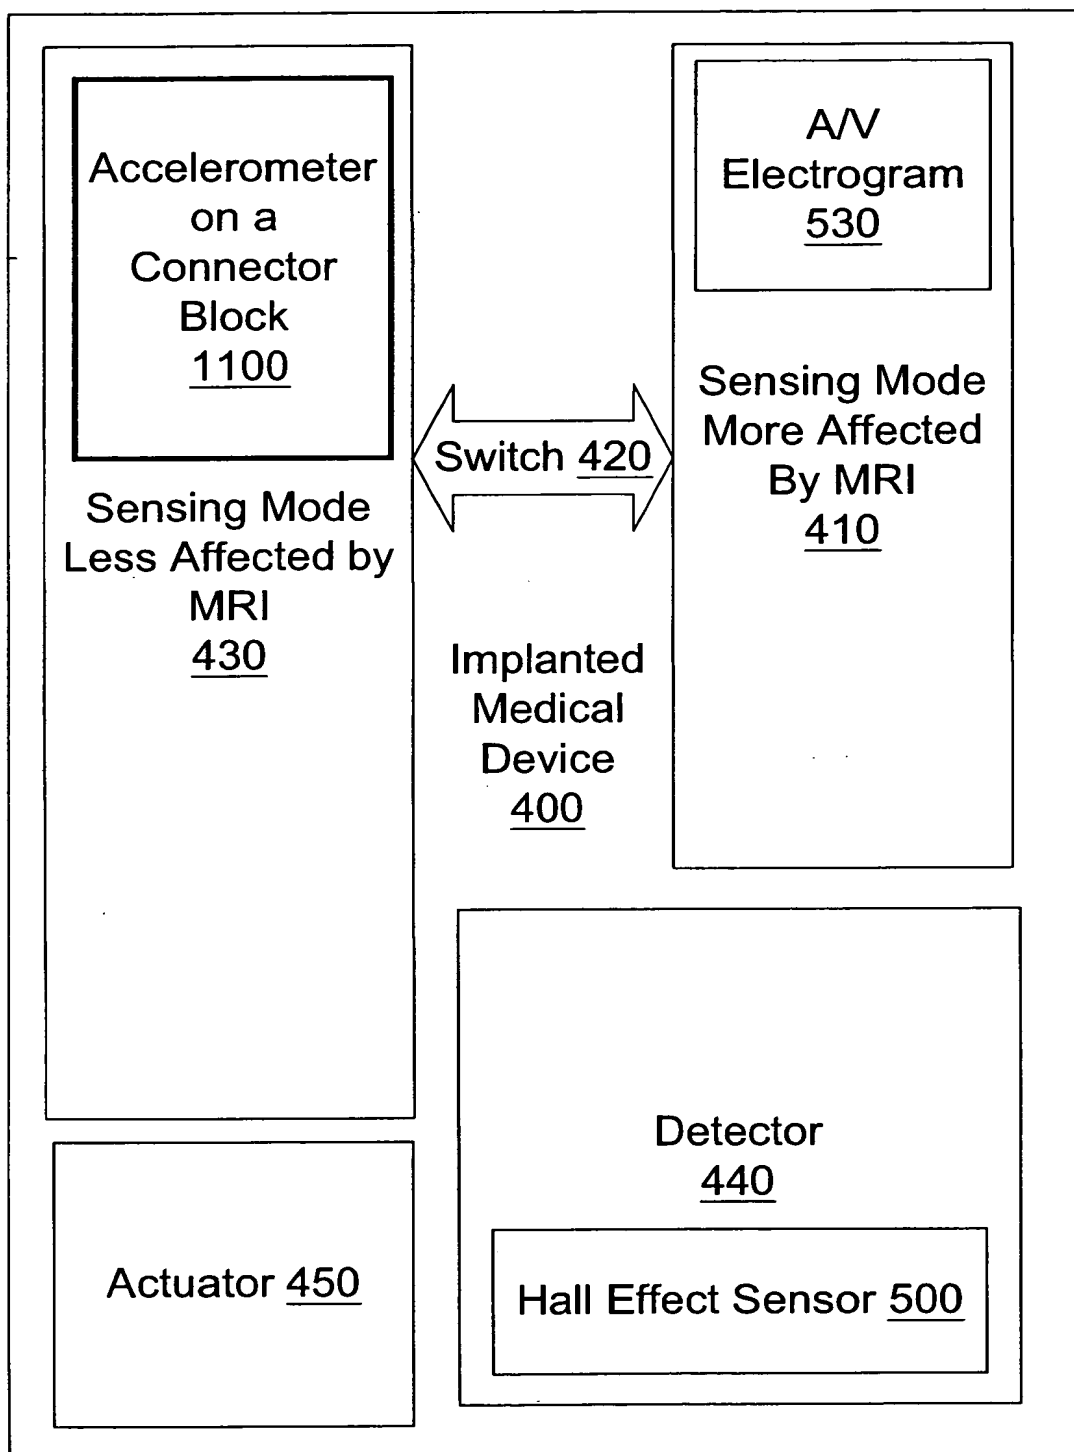 Accelerometer
on a
Connector
Block
1100
Sensing Mode
Less Affected by
MRI
430
Switch 420
A/V
Electrogram
530
Sensing Mode
More Affected
By MRI
410
Implanted
Medical
Device
400
Detector
440
Hall Effect Sensor 500
Actuator 450